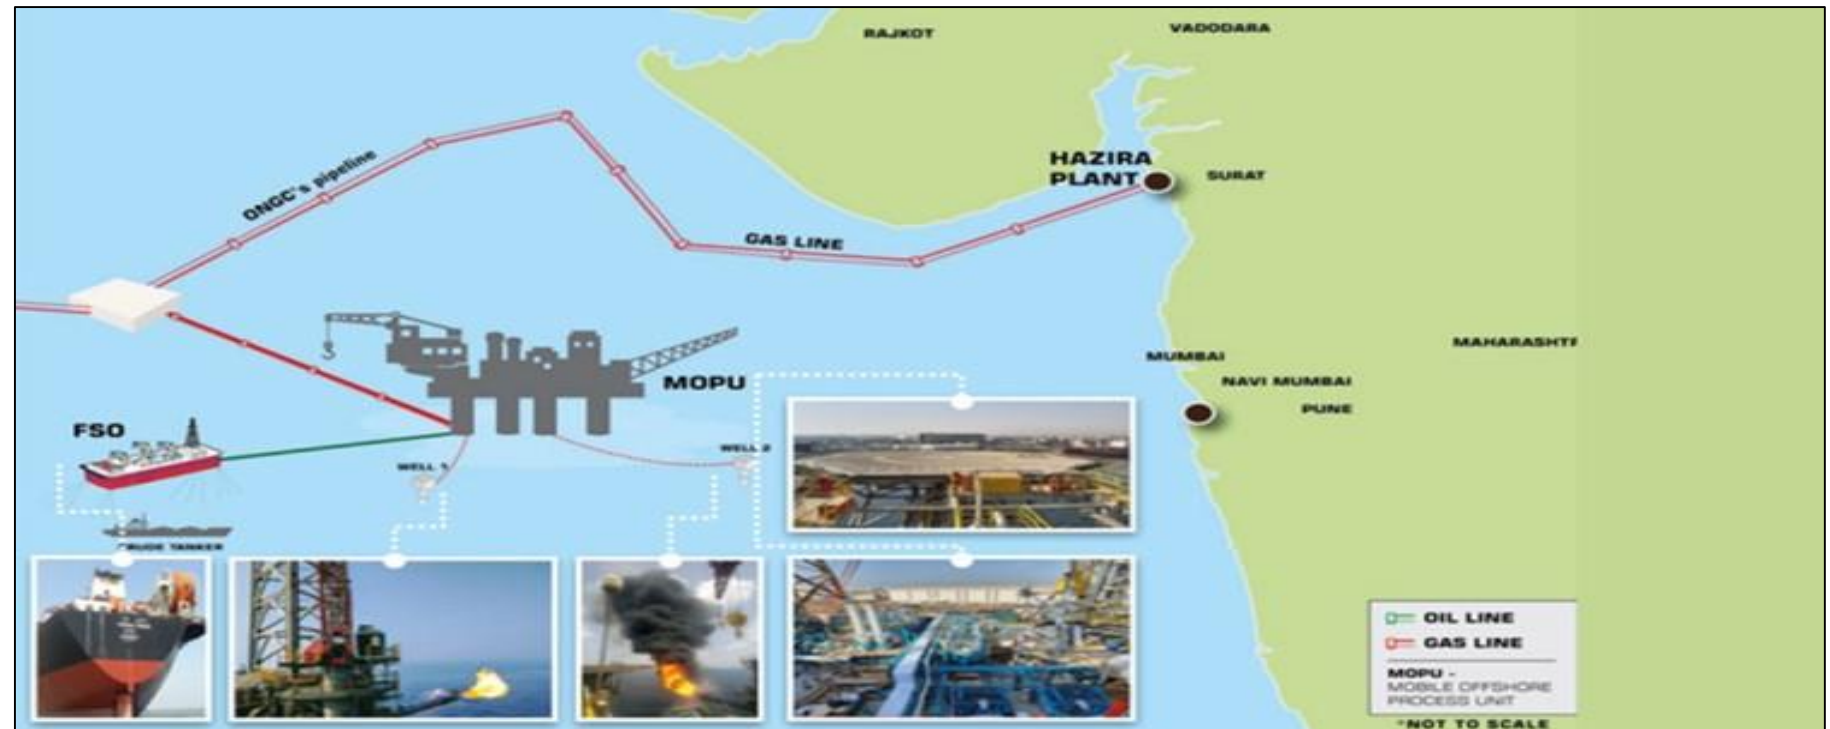 RAJKOT
VADODARA
ONGC's pipeline
HAZIRA
PLANT
SURAT
GAS LINE
MUMBAI
MAHARASHTR
NAVI MUMBAI
PUNE
MOPU
FSO
WELL 1
WELL 2
CRUDE TANKER
OIL LINE
GAS LINE
MOPU -
MOBILE OFFSHORE
PROCESS UNIT
*NOT TO SCALE